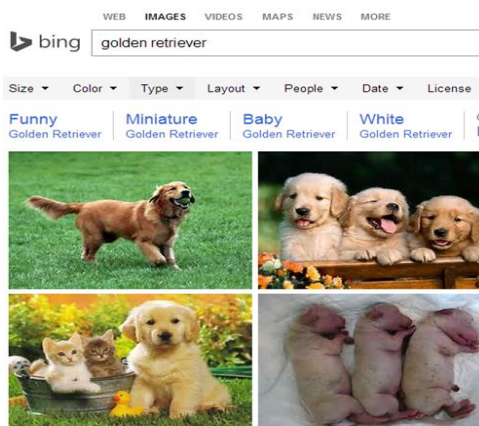 WEB IMAGES VIDEOS MAPS NEWS MORE
bing golden retriever
Size Color Type Layout People Date License
Funny Miniature Baby White
Golden Retriever Golden Retriever Golden Retriever Golden Retriever